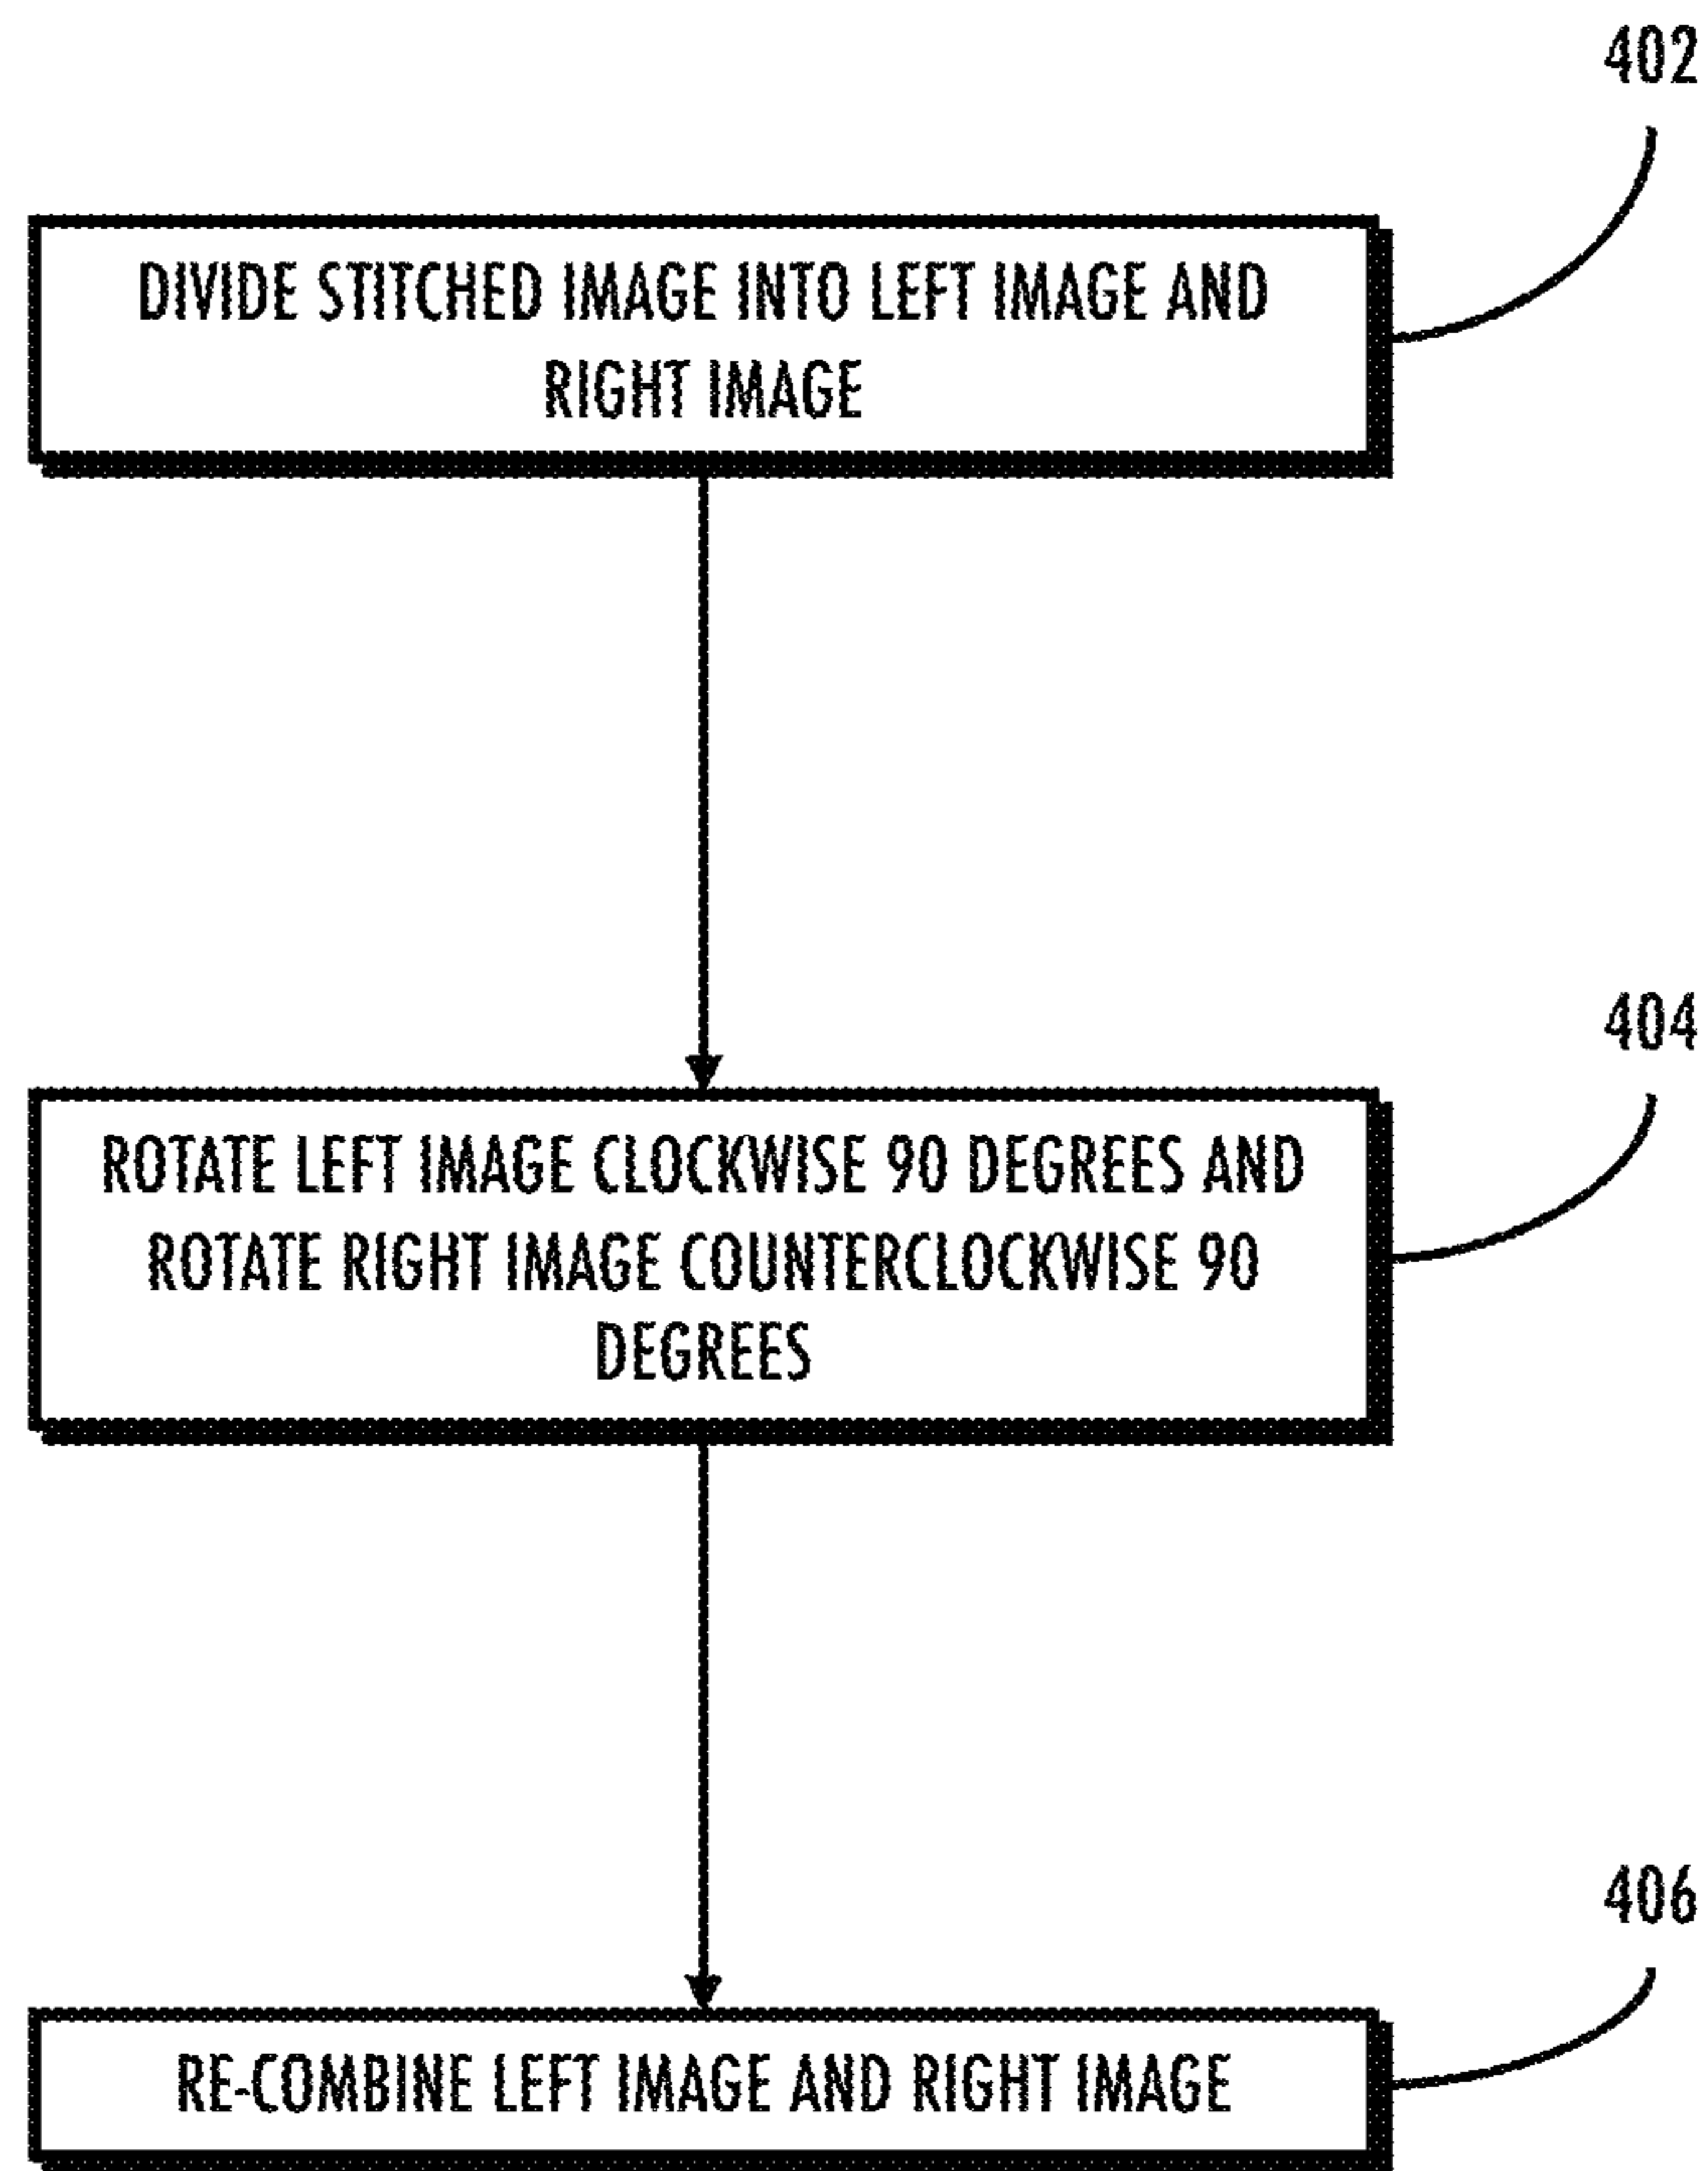 402
DIVIDE STITCHED IMAGE INTO LEFT IMAGE AND
RIGHT IMAGE
404
ROTATE LEFT IMAGE CLOCKWISE 90 DEGREES AND
ROTATE RIGHT IMAGE COUNTERCLOCKWISE 90
DEGREES
406
RE-COMBINE LEFT IMAGE AND RIGHT IMAGE